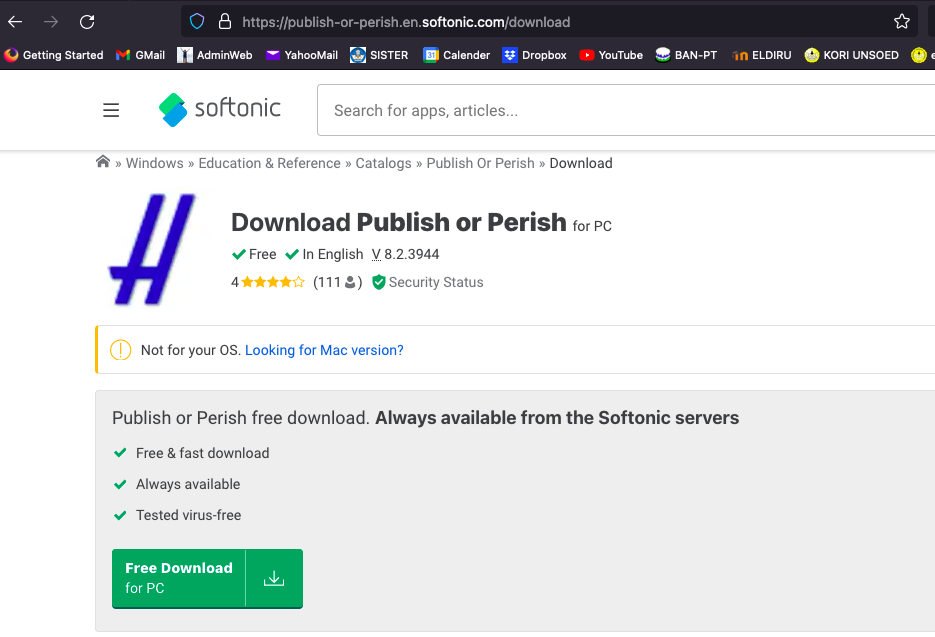 https://publish-or-perish.en.softonic.com/download
Getting Started GMail AdminWeb YahooMail SISTER 31 Calender Dropbox YouTube BAN-PT ELDIRU KORI UNSOED e
softonic Search for apps, articles...
» Windows » Education & Reference » Catalogs » Publish Or Perish » Download
Download Publish or Perish for PC
Free In English V 8.2.3944
4 (111) Security Status
Not for your OS. Looking for Mac version?
Publish or Perish free download. Always available from the Softonic servers
Free & fast download
Always available
Tested virus-free
Free Download
for PC